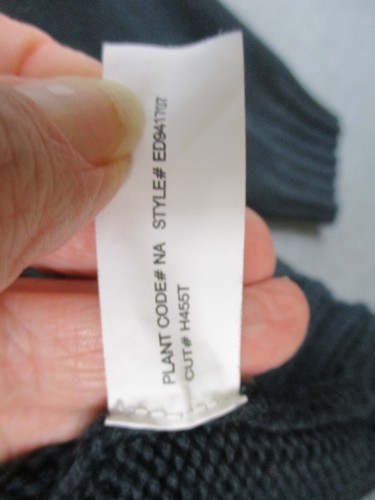 PLANT CODE# NA STYLE# ED941707
CUT# H455T